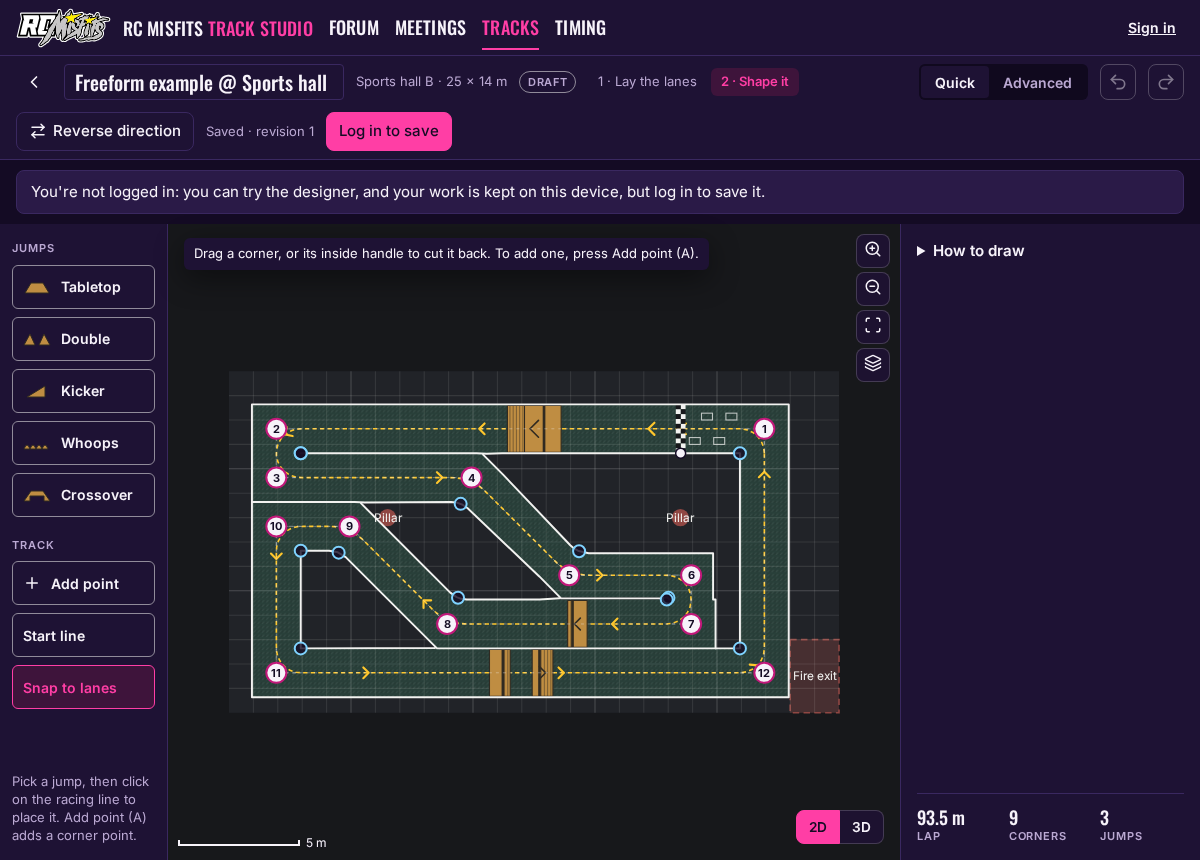 RC Misfits
RC MISFITS TRACK STUDIO
FORUM
MEETINGS
TRACKS
TIMING
Sign in
Freeform example @ Sports hall
Sports hall B · 25 × 14 m
DRAFT
1 · Lay the lanes
2 · Shape it
Quick
Advanced
Reverse direction
Saved · revision 1
Log in to save
You're not logged in: you can try the designer, and your work is kept on this device, but log in to save it.
JUMPS
Tabletop
Double
Kicker
Whoops
Crossover
TRACK
Add point
Start line
Snap to lanes
Pick a jump, then click
on the racing line to
place it. Add point (A)
adds a corner point.
Drag a corner, or its inside handle to cut it back. To add one, press Add point (A).
2
1
3
4
10
9
Pillar
Pillar
5
6
8
7
11
12
Fire exit
5 m
2D
3D
How to draw
93.5 m
LAP
9
CORNERS
3
JUMPS